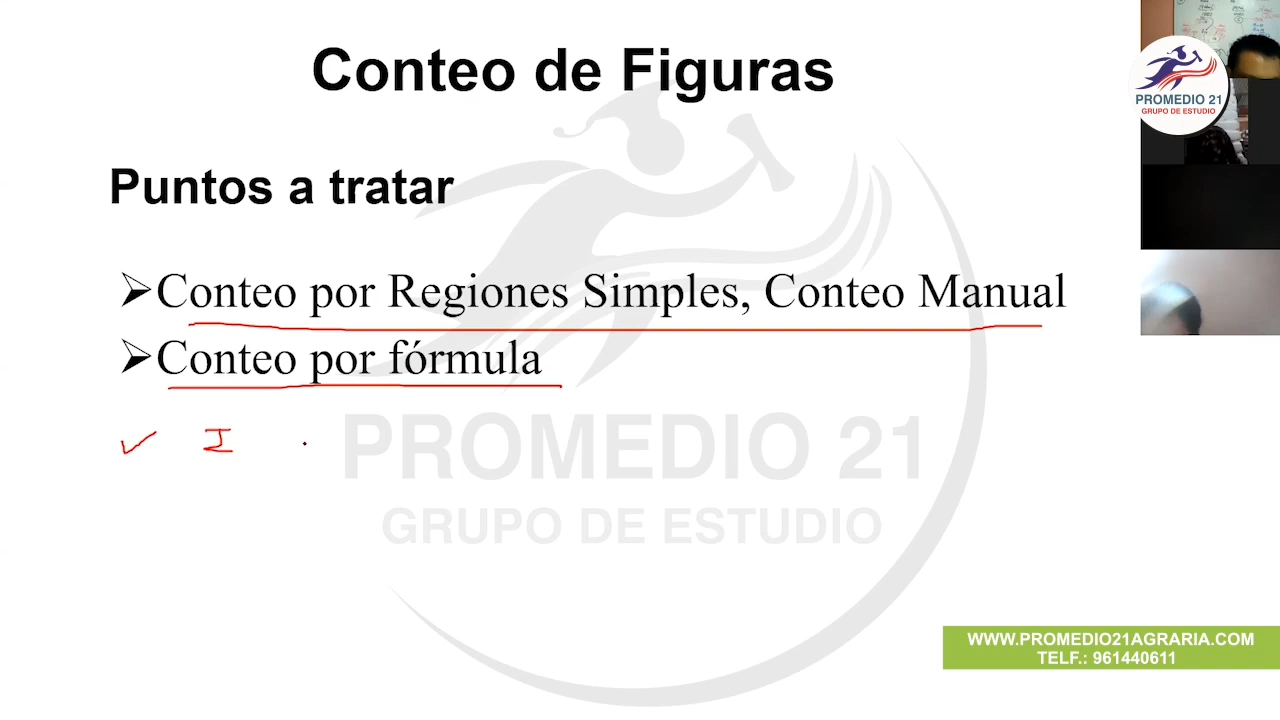 Conteo de Figuras
Puntos a tratar
➢Conteo por Regiones Simples, Conteo Manual
➢Conteo por fórmula
✓ I
PROMEDIO 21
GRUPO DE ESTUDIO
PROMEDIO 21
GRUPO DE ESTUDIO
WWW.PROMEDIO21AGRARIA.COM
TELF.: 961440611